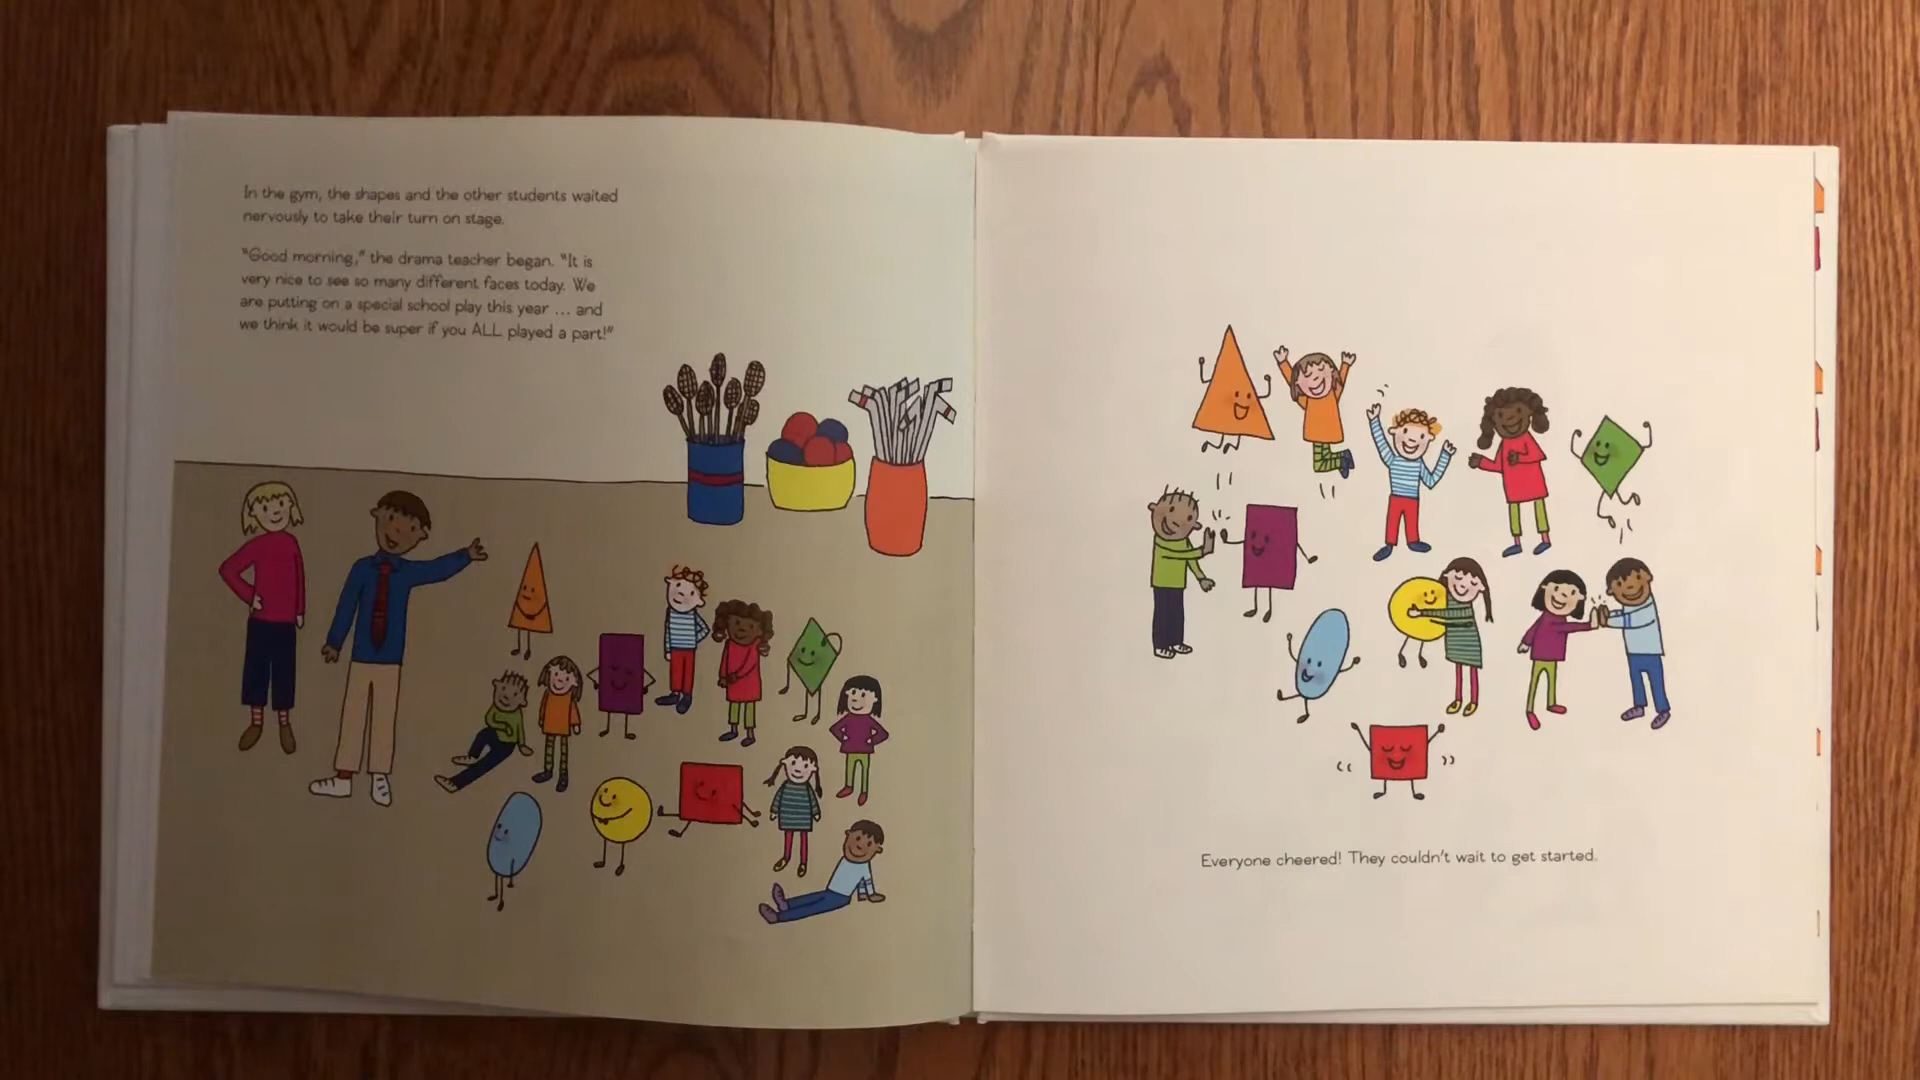 In the gym, the shapes and the other students waited
nervously to take their turn on stage.
"Good morning," the drama teacher began. "It is
very nice to see so many different faces today. We
are putting on a special school play this year ... and
we think it would be super if you ALL played a part!"
Everyone cheered! They couldn't wait to get started.